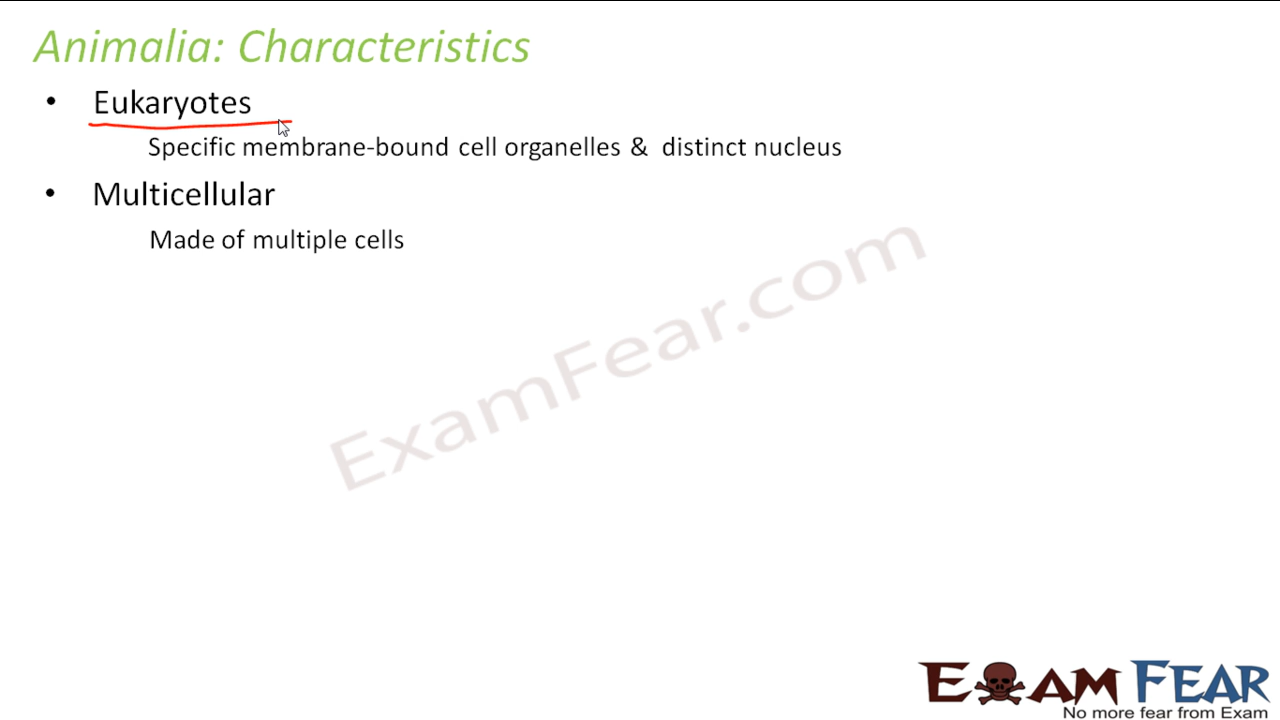 Animalia: Characteristics
• Eukaryotes
Specific membrane-bound cell organelles & distinct nucleus
• Multicellular
Made of multiple cells
ExamFear.com
EXAM FEAR
No more fear from Exam